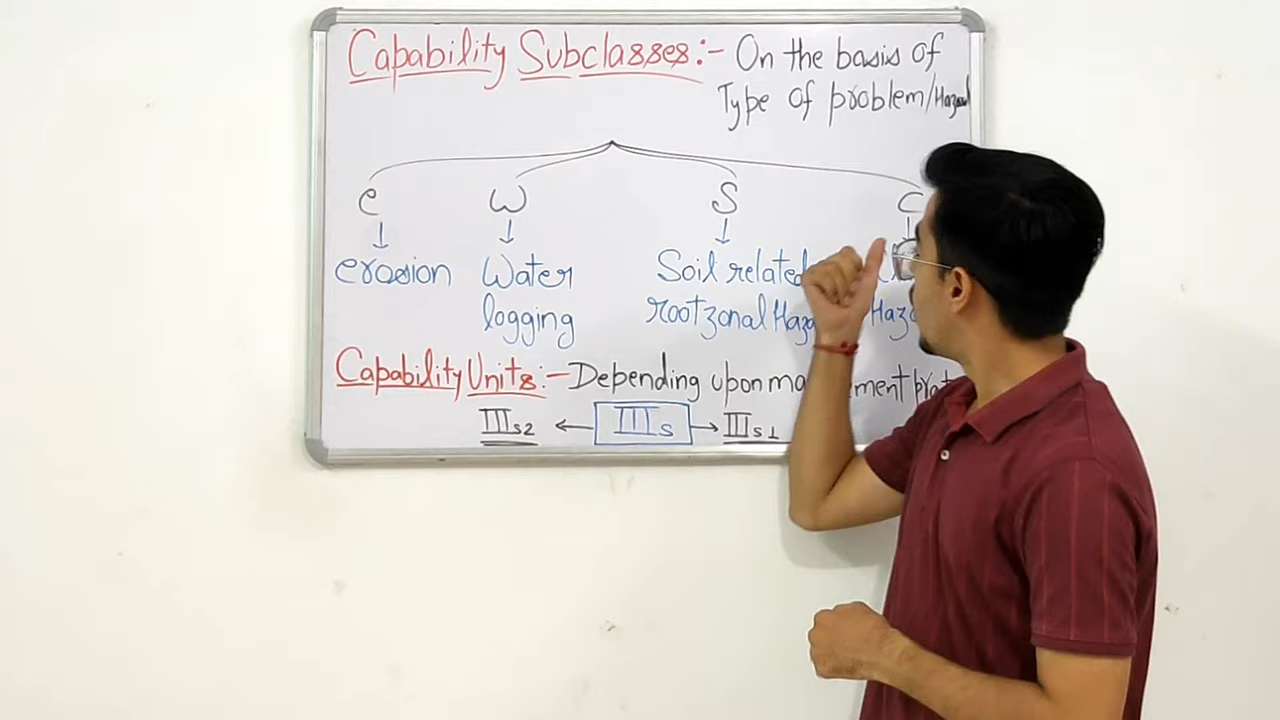 Capability Subclasses:- On the basis of
Type of problem/Hazard
e W S C
erosion Water Soil related
logging rootzonal
Capability Units:- Depending upon
IIIs2 ← IIIs → IIIs1